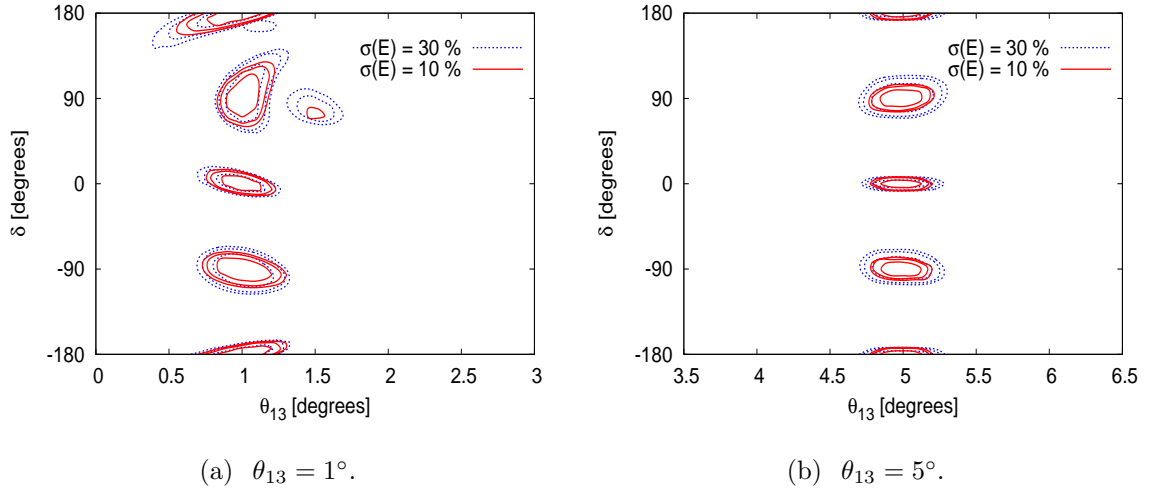 180
90
0
-90
-180
δ [degrees]
σ(E) = 30 %
σ(E) = 10 %
0 0.5 1 1.5 2 2.5 3
θ13 [degrees]
(a) θ13 = 1°.
180
90
0
-90
-180
δ [degrees]
σ(E) = 30 %
σ(E) = 10 %
3.5 4 4.5 5 5.5 6 6.5
θ13 [degrees]
(b) θ13 = 5°.